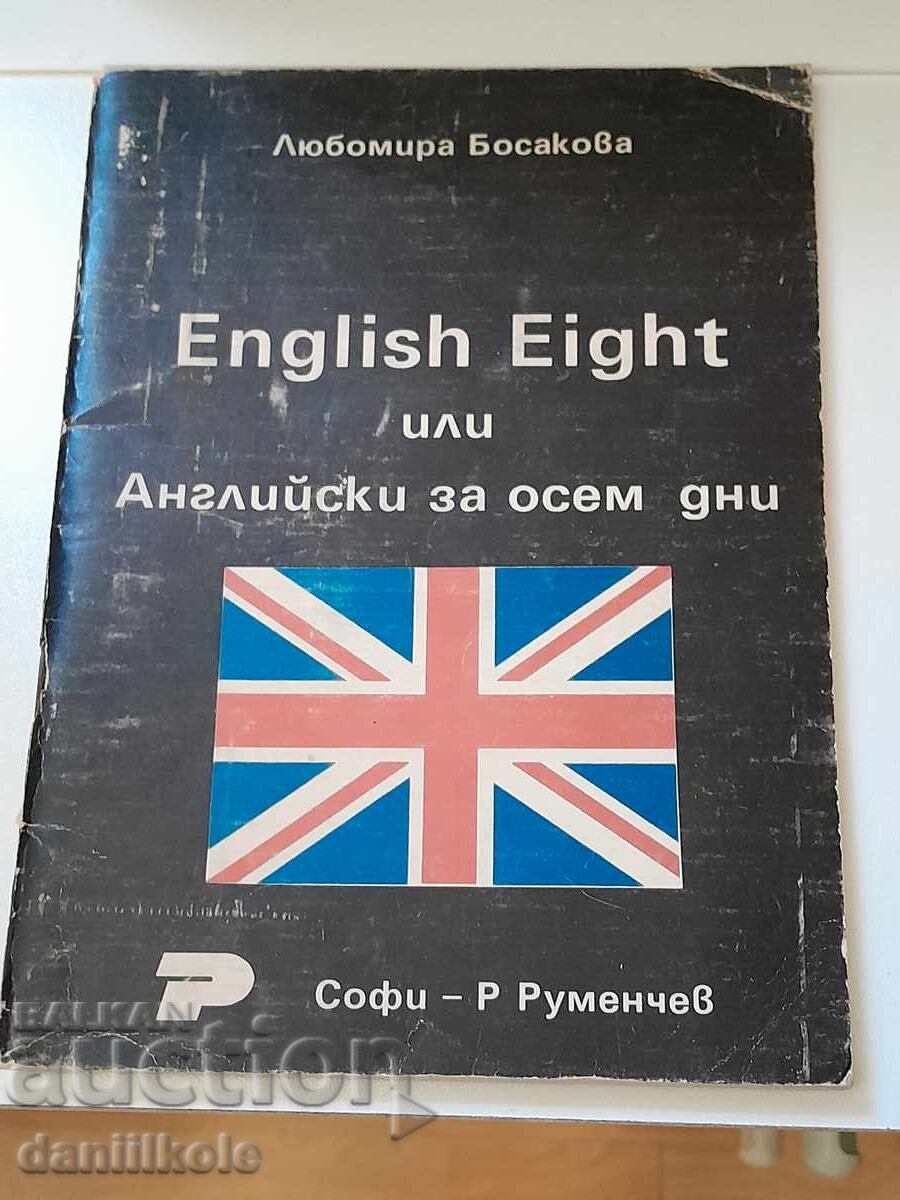 Любомира Босакова
English Eight
или
Английски за осем дни
Р Софи – Р Руменчев
BALKAN
auction
daniilkole